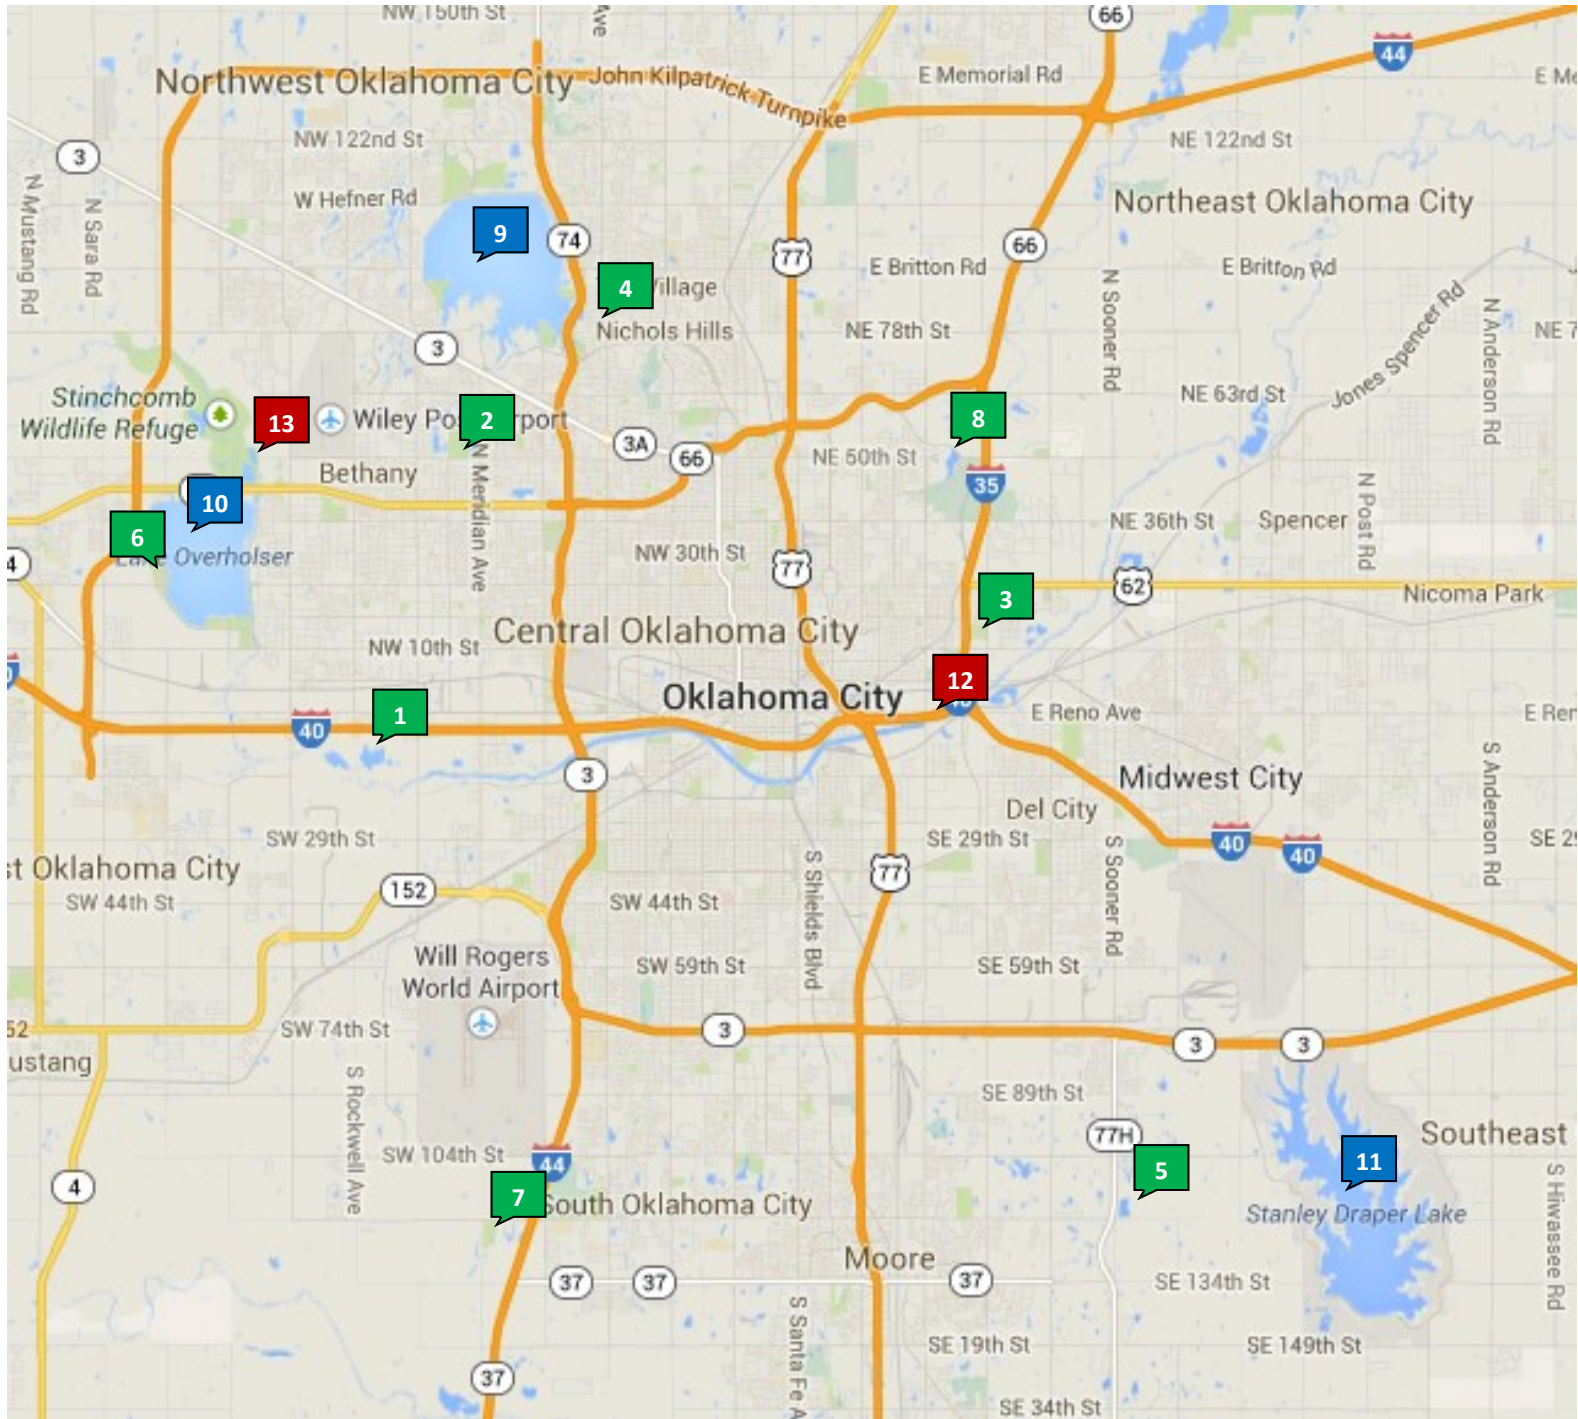 NW 150th St
Ave
66
44
Northwest Oklahoma City
John Kilpatrick Turnpike
E Memorial Rd
NW 122nd St
NE 122nd St
3
N Mustang Rd
N Sara Rd
W Hefner Rd
Northeast Oklahoma City
9
74
77
66
E Britton Rd
E Britton Rd
4
Village
N Sooner Rd
Jones Spencer Rd
N Anderson Rd
Nichols Hills
NE 78th St
NE 7
3
Stinchcomb
Wildlife Refuge
13
Wiley Post Airport
2
8
NE 63rd St
3A
66
NE 50th St
Bethany
N Meridian Ave
35
N Post Rd
10
6
NE 36th St
Spencer
Lake Overholser
4
NW 30th St
77
3
62
Nicoma Park
Central Oklahoma City
NW 10th St
Oklahoma City
12
1
40
E Reno Ave
E Ren
3
Midwest City
S Anderson Rd
Del City
SW 29th St
SE 29th St
40
40
SE 29
st Oklahoma City
152
77
S Shields Blvd
S Sooner Rd
SW 44th St
SW 44th St
Will Rogers
World Airport
SW 59th St
SE 59th St
52
SW 74th St
3
3
3
ustang
S Rockwell Ave
SE 89th St
77H
Southeast
SW 104th St
44
5
11
4
7
South Oklahoma City
Stanley Draper Lake
S Hiwassee Rd
Moore
37
37
37
SE 134th St
S Santa Fe A
SE 19th St
SE 149th St
37
SE 34th St